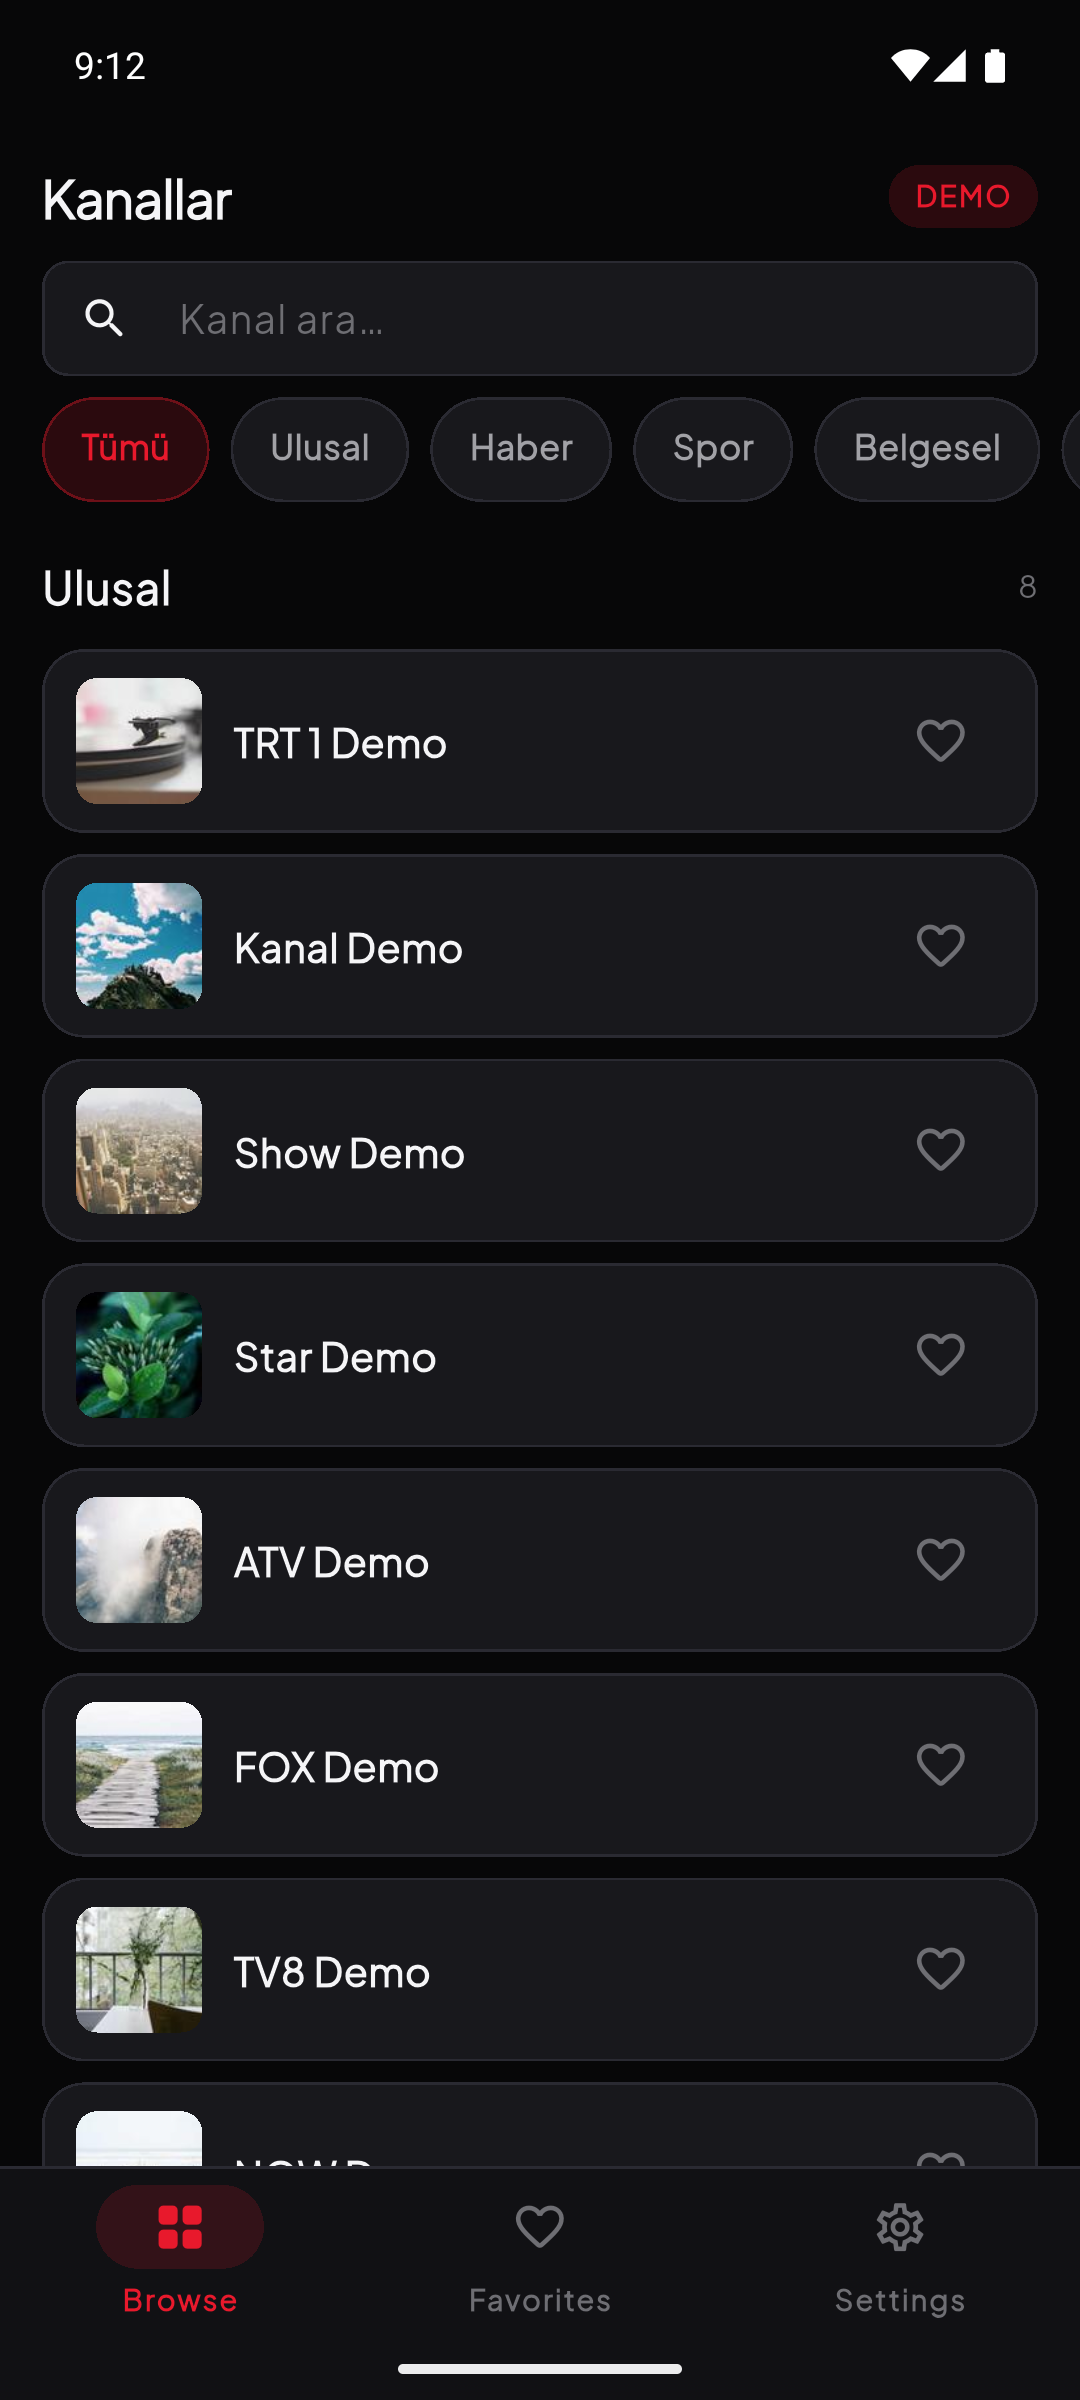 9:12
Kanallar
DEMO
Kanal ara...
Tümü Ulusal Haber Spor Belgesel
Ulusal
8
TRT 1 Demo
Kanal Demo
Show Demo
Star Demo
ATV Demo
FOX Demo
TV8 Demo
Browse Favorites Settings